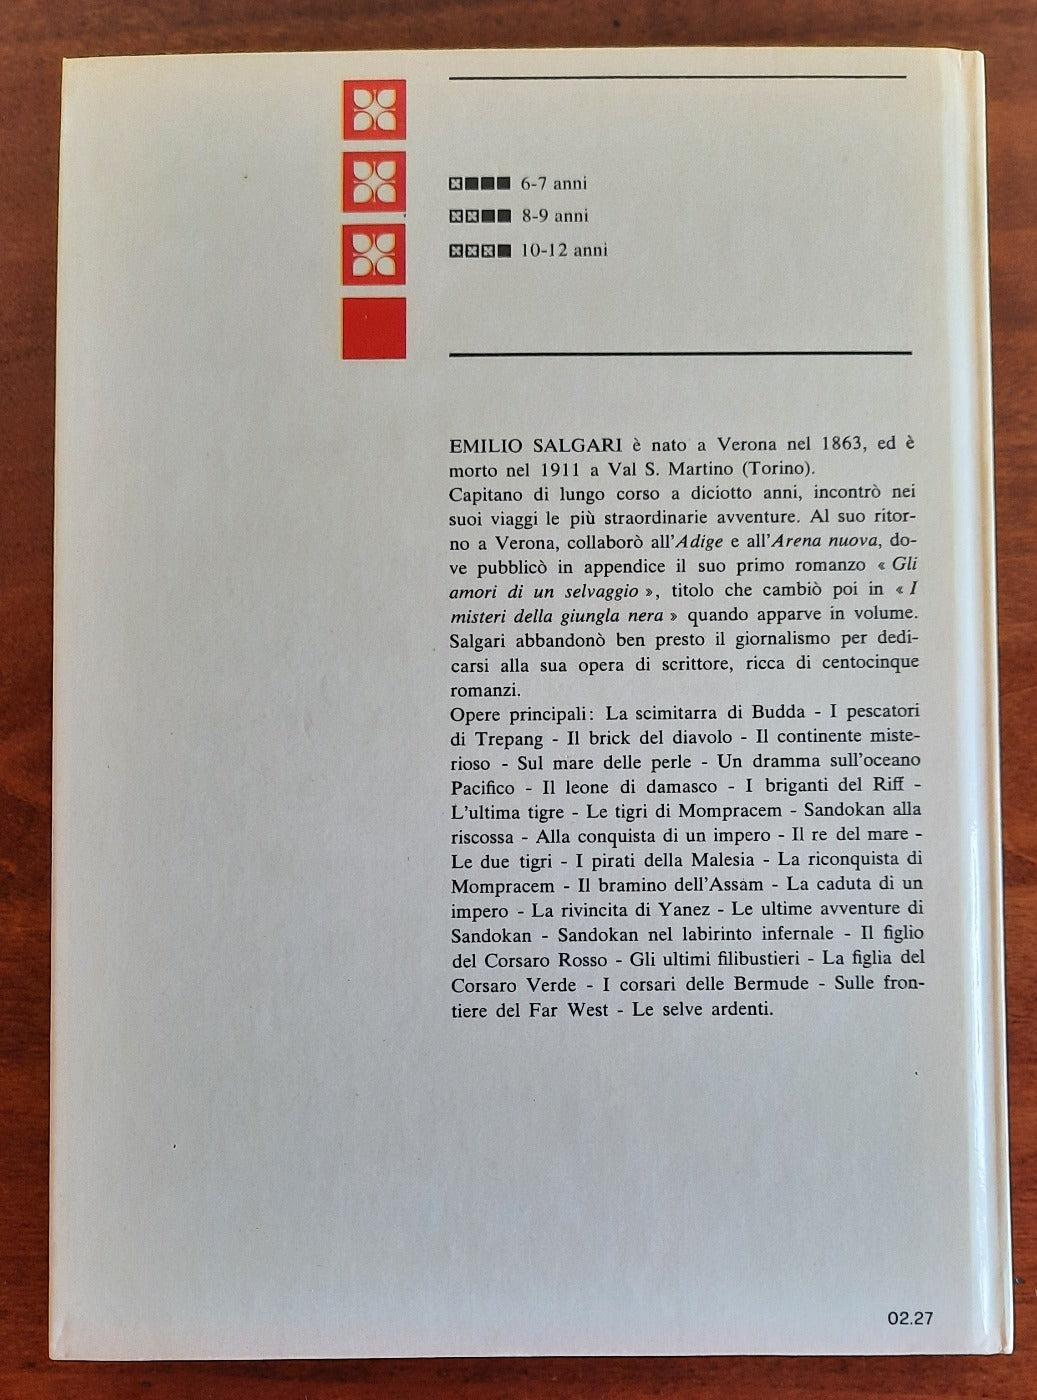 6-7 anni
8-9 anni
10-12 anni
EMILIO SALGARI è nato a Verona nel 1863, ed è
morto nel 1911 a Val S. Martino (Torino).
Capitano di lungo corso a diciotto anni, incontrò nei
suoi viaggi le più straordinarie avventure. Al suo ritor-
no a Verona, collaborò all'Adige e all'Arena nuova, do-
ve pubblicò in appendice il suo primo romanzo « Gli
amori di un selvaggio », titolo che cambiò poi in « I
misteri della giungla nera » quando apparve in volume.
Salgari abbandonò ben presto il giornalismo per dedi-
carsi alla sua opera di scrittore, ricca di centocinque
romanzi.
Opere principali: La scimitarra di Budda - I pescatori
di Trepang - Il brick del diavolo - Il continente miste-
rioso - Sul mare delle perle - Un dramma sull'oceano
Pacifico - Il leone di damasco - I briganti del Riff -
L'ultima tigre - Le tigri di Mompracem - Sandokan alla
riscossa - Alla conquista di un impero - Il re del mare -
Le due tigri - I pirati della Malesia - La riconquista di
Mompracem - Il bramino dell'Assam - La caduta di un
impero - La rivincita di Yanez - Le ultime avventure di
Sandokan - Sandokan nel labirinto infernale - Il figlio
del Corsaro Rosso - Gli ultimi filibustieri - La figlia del
Corsaro Verde - I corsari delle Bermude - Sulle fron-
tiere del Far West - Le selve ardenti.
02.27